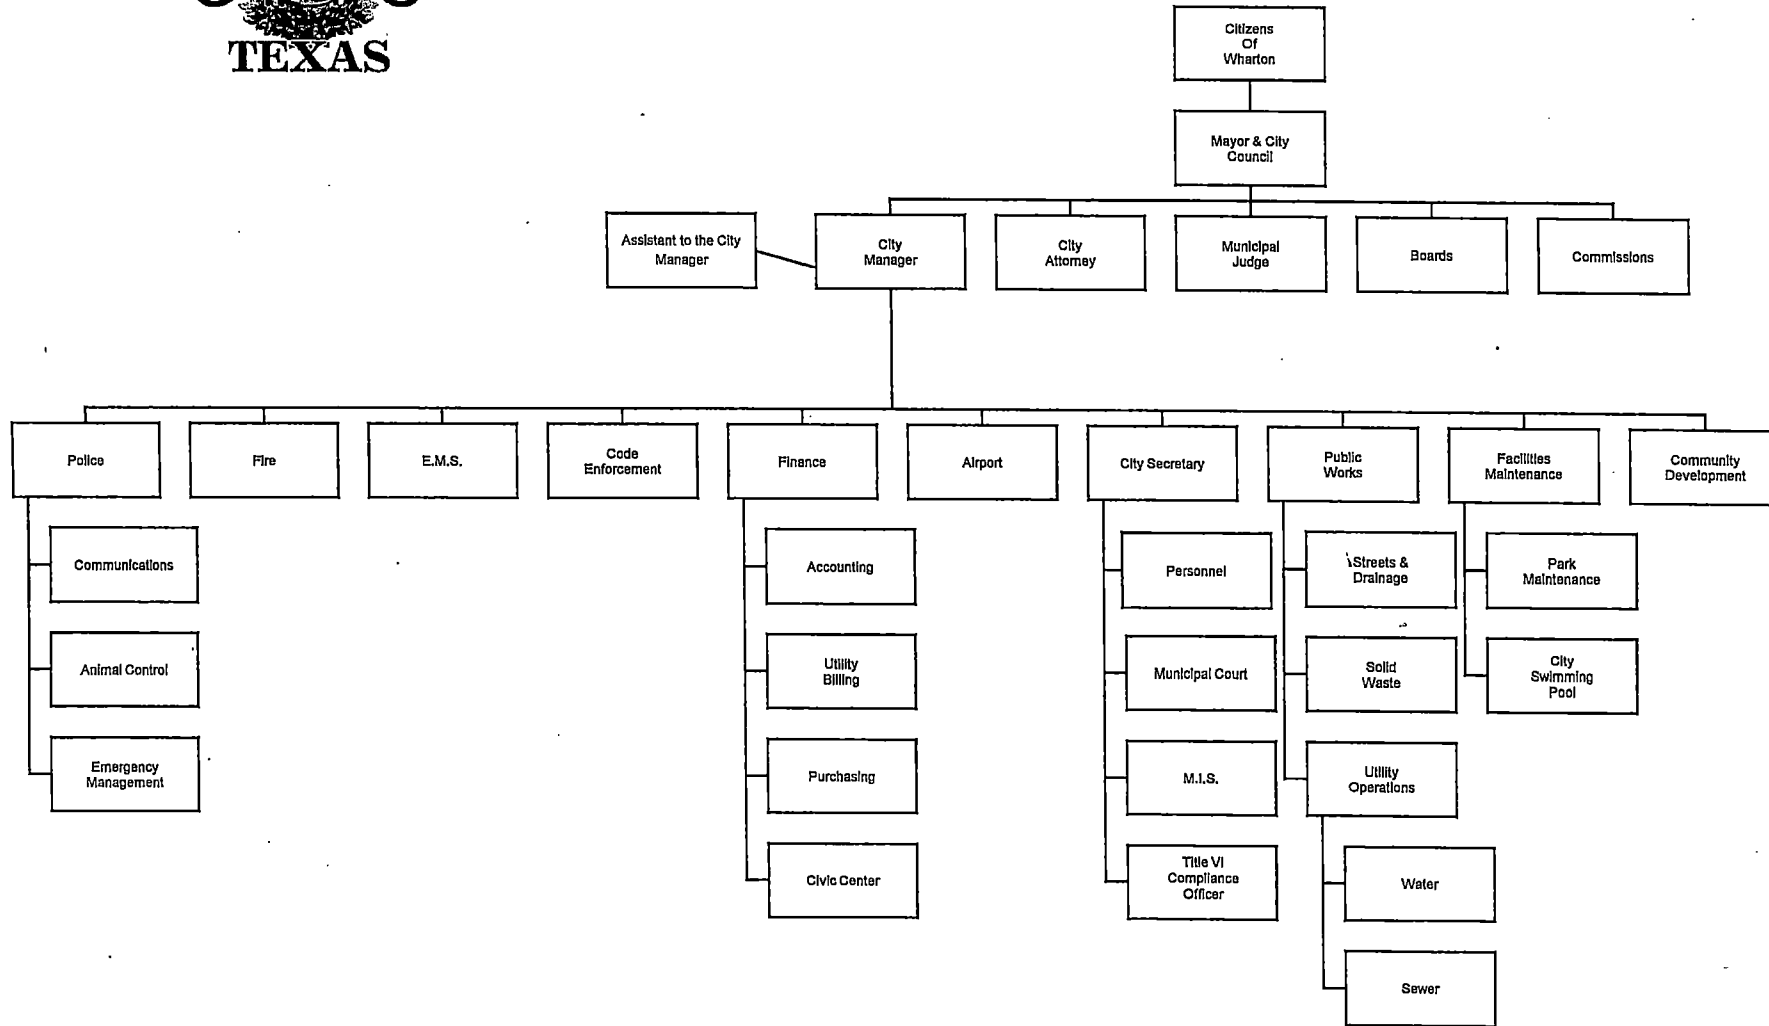 TEXAS
Citizens
Of
Wharton
Mayor & City
Council
Assistant to the City
Manager
City
Manager
City
Attorney
Municipal
Judge
Boards
Commissions
Police
Fire
E.M.S.
Code
Enforcement
Finance
Airport
City Secretary
Public
Works
Facilities
Maintenance
Community
Development
Communications
Animal Control
Emergency
Management
Accounting
Utility
Billing
Purchasing
Civic Center
Personnel
Municipal Court
M.I.S.
Title VI
Compliance
Officer
Streets &
Drainage
Solid
Waste
Utility
Operations
Water
Sewer
Park
Maintenance
City
Swimming
Pool